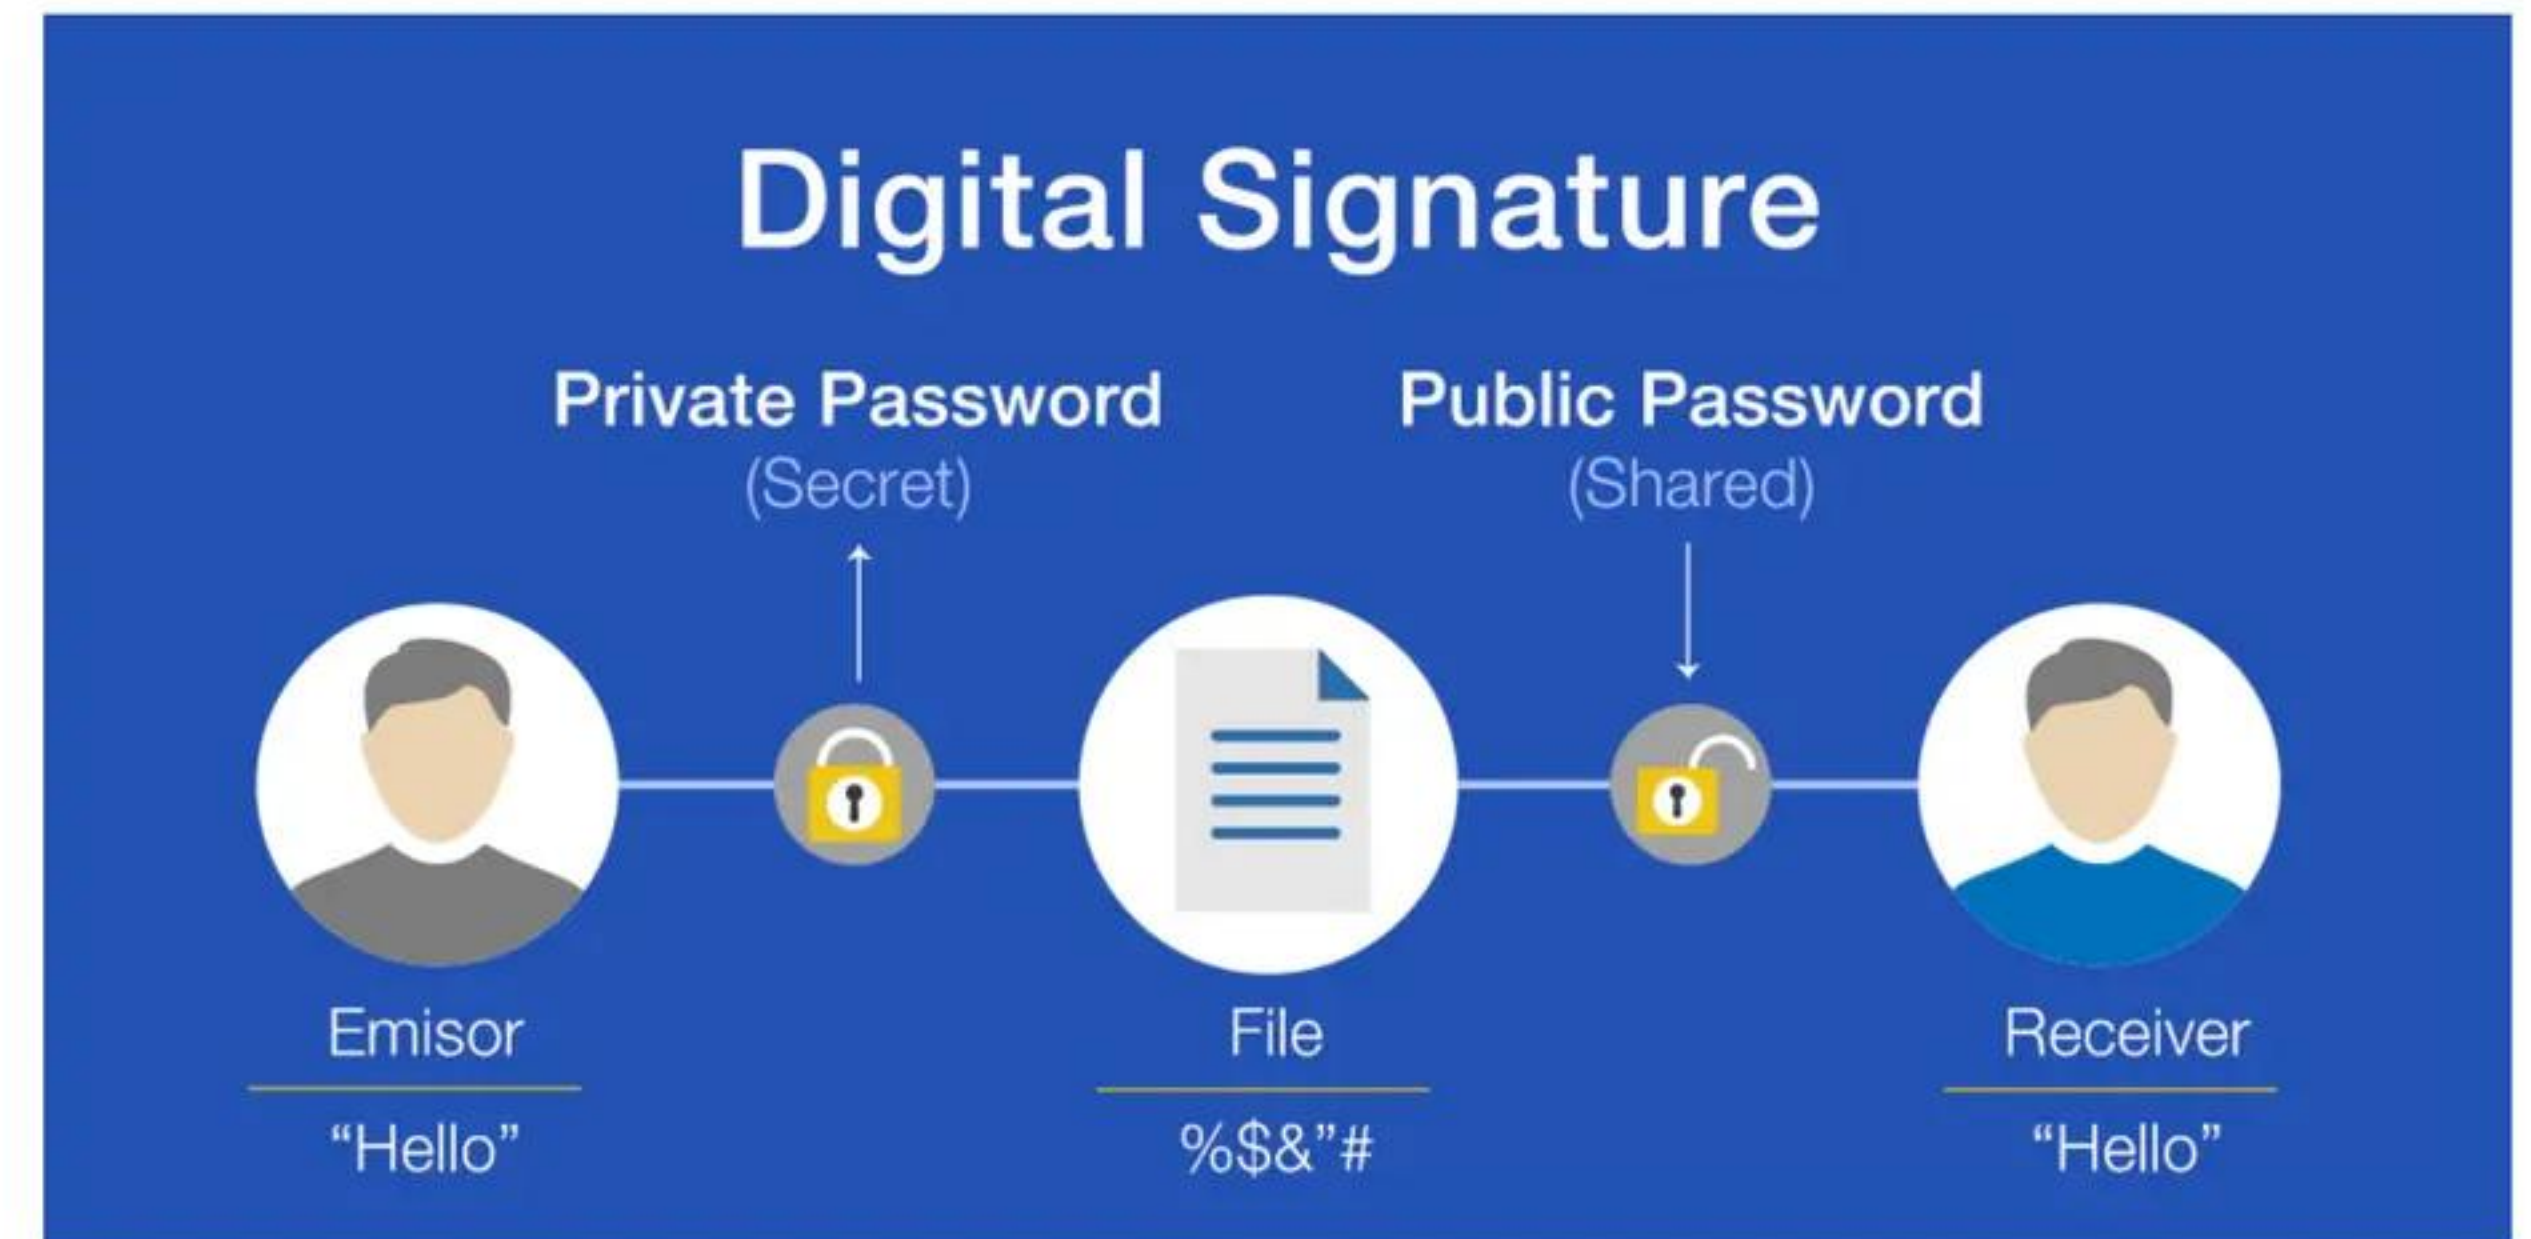 Digital Signature
Private Password
(Secret)
Public Password
(Shared)
Emisor
“Hello”
File
%$&”#
Receiver
“Hello”